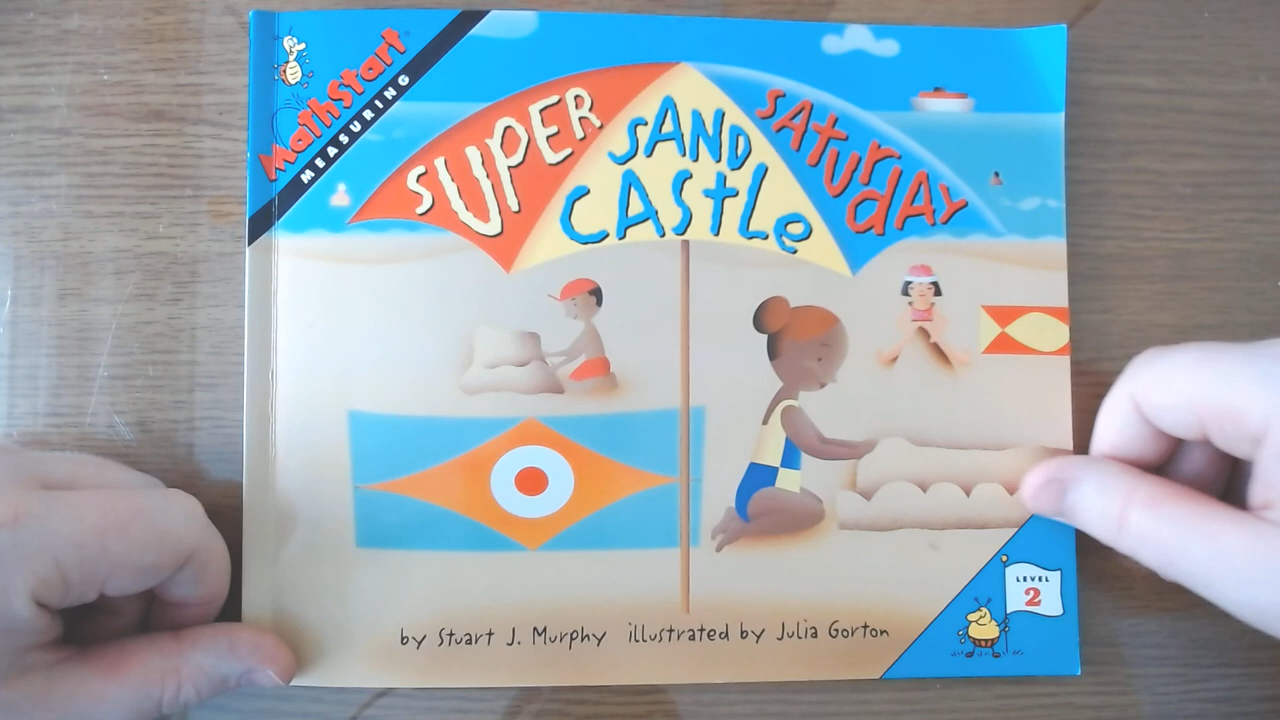 MathStart
MEASURING
SUPER
SAND
CASTLE
SATURDAY
by Stuart J. Murphy illustrated by Julia Gorton
LEVEL
2